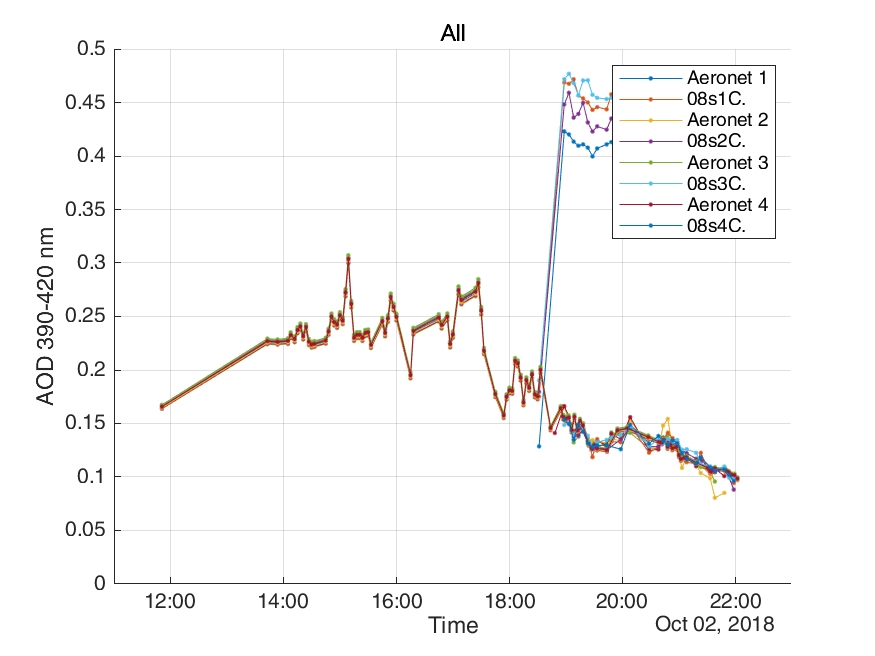 All
0.5
0.45
0.4
0.35
0.3
0.25
0.2
0.15
0.1
0.05
0
AOD 390-420 nm
Aeronet 1
08s1C.
Aeronet 2
08s2C.
Aeronet 3
08s3C.
Aeronet 4
08s4C.
12:00 14:00 16:00 18:00 20:00 22:00
Time
Oct 02, 2018